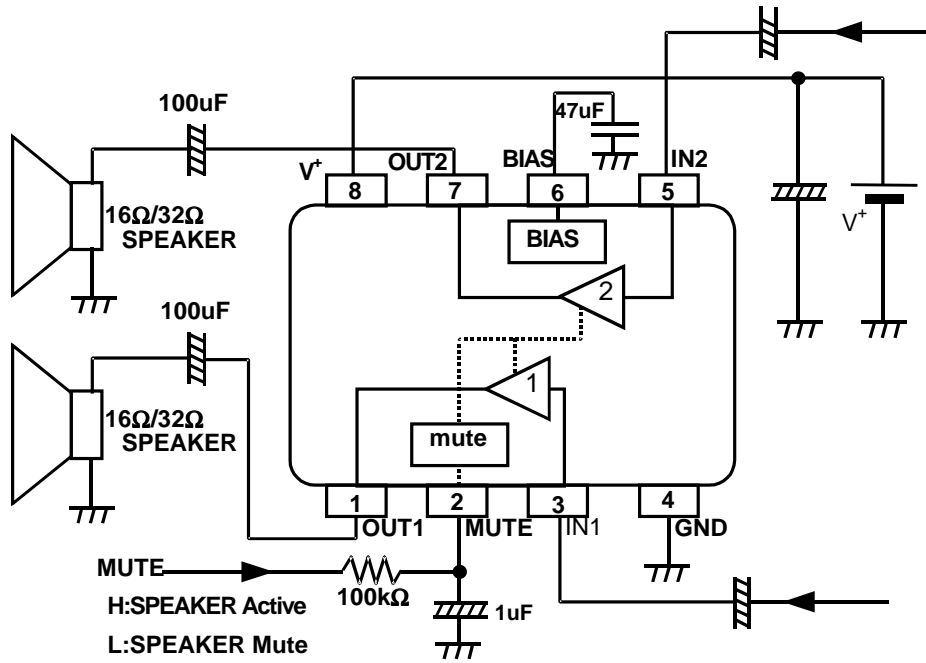 100uF
47uF
V+
OUT2
BIAS
IN2
8
7
6
5
16Ω/32Ω
SPEAKER
BIAS
V+
2
100uF
1
16Ω/32Ω
SPEAKER
mute
1
2
3
4
OUT1
MUTE
IN1
GND
MUTE
100kΩ
H:SPEAKER Active
1uF
L:SPEAKER Mute